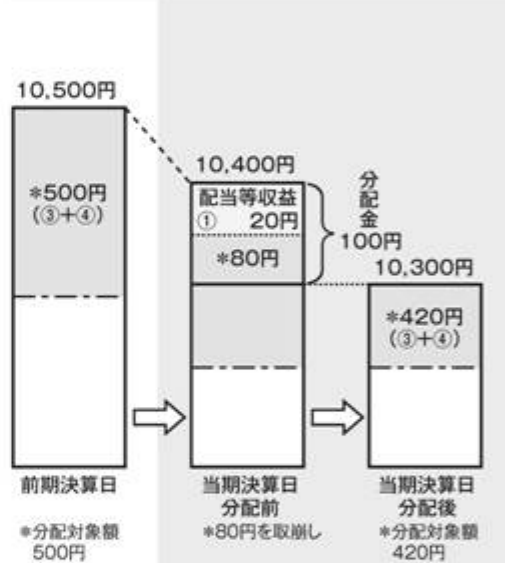 10,500円
*500円
(③+④)
前期決算日
*分配対象額
500円
10,400円
配当等収益
① 20円
*80円
分配金
100円
当期決算日
分配前
*80円を取崩し
10,300円
*420円
(③+④)
当期決算日
分配後
*分配対象額
420円